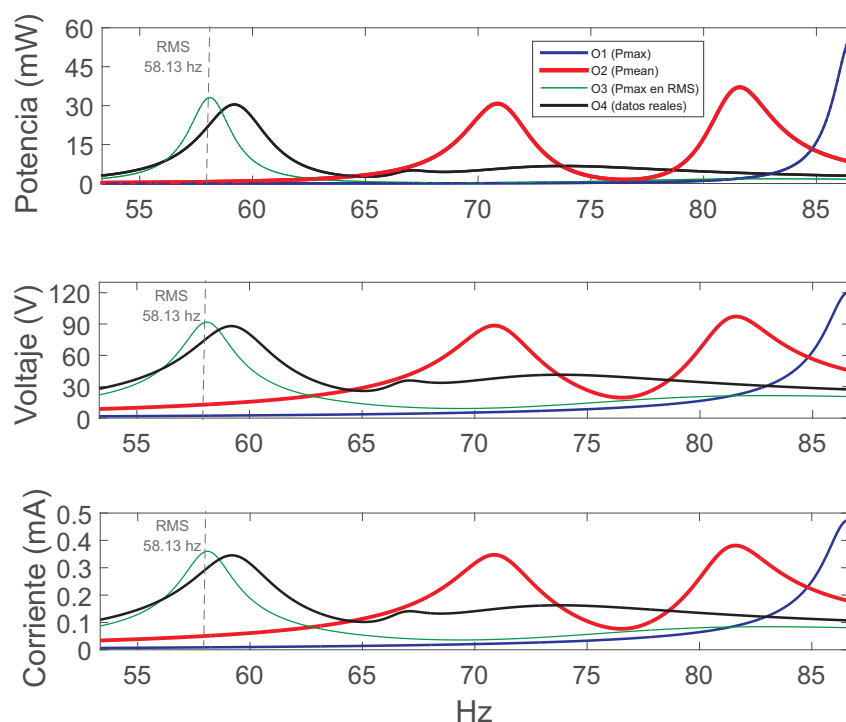 Potencia (mW)
60
45
30
15
0
RMS
58.13 hz
O1 (Pmax)
O2 (Pmean)
O3 (Pmax en RMS)
O4 (datos reales)
55 60 65 70 75 80 85
Hz
Voltaje (V)
120
90
60
30
0
RMS
58.13 hz
55 60 65 70 75 80 85
Corriente (mA)
0.5
0.4
0.3
0.2
0.1
0
RMS
58.13 hz
55 60 65 70 75 80 85
Hz